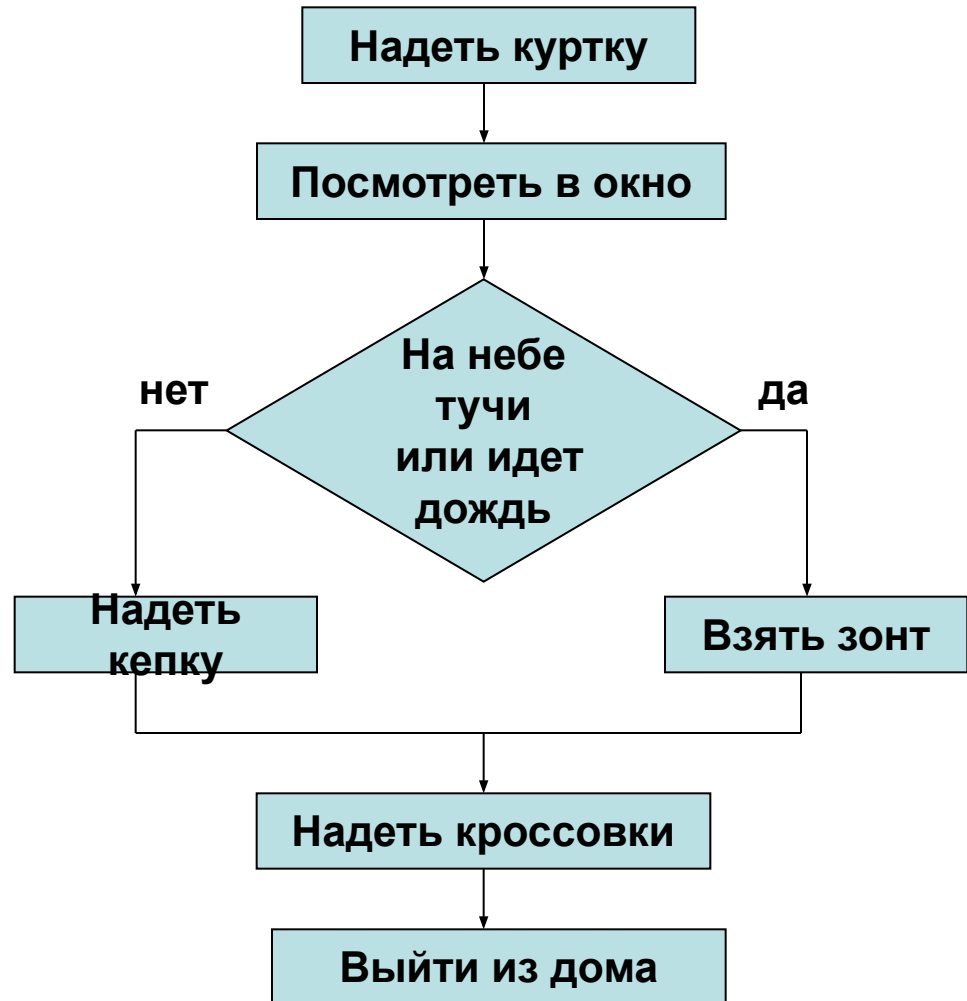 Надеть куртку
Посмотреть в окно
На небе
тучи
или идет
дождь
нет
да
Надеть
кепку
Взять зонт
Надеть кроссовки
Выйти из дома